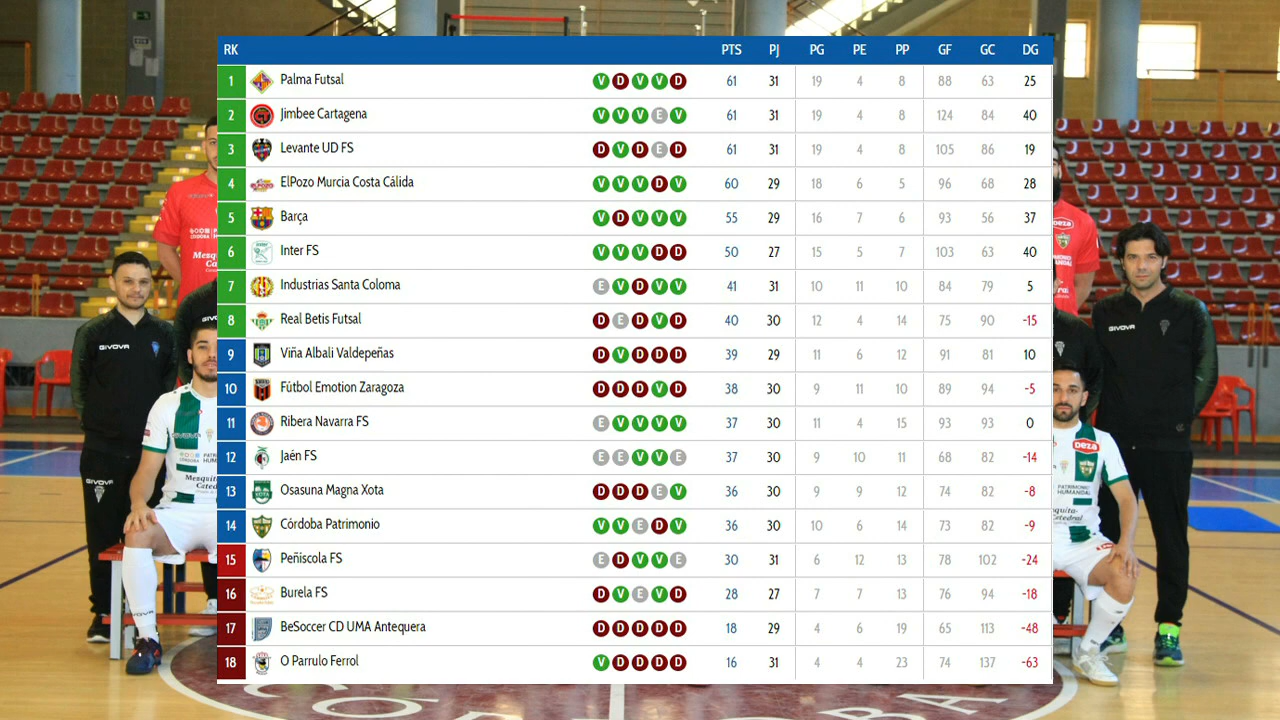 RK PTS PJ PG PE PP GF GC DG
1 Palma Futsal V D V V D 61 31 19 4 8 88 63 25
2 Jimbee Cartagena V V V E V 61 31 19 4 8 124 84 40
3 Levante UD FS D V D E D 61 31 19 4 8 105 86 19
4 ElPozo Murcia Costa Cálida V V V D V 60 29 18 6 5 96 68 28
5 Barça V D V V V 55 29 16 7 6 93 56 37
6 Inter FS V V V D D 50 27 15 5 7 103 63 40
7 Industrias Santa Coloma E V D V V 41 31 10 11 10 84 79 5
8 Real Betis Futsal D E D V D 40 30 12 4 14 75 90 -15
9 Viña Albali Valdepeñas D V D D D 39 29 11 6 12 91 81 10
10 Fútbol Emotion Zaragoza D D D V D 38 30 9 11 10 89 94 -5
11 Ribera Navarra FS E V V V V 37 30 11 4 15 93 93 0
12 Jaén FS E E V V E 37 30 9 10 11 68 82 -14
13 Osasuna Magna Xota D D D E V 36 30 9 9 12 74 82 -8
14 Córdoba Patrimonio V V E D V 36 30 10 6 14 73 82 -9
15 Peñiscola FS E D V V E 30 31 6 12 13 78 102 -24
16 Burela FS D V E V D 28 27 7 7 13 76 94 -18
17 BeSoccer CD UMA Antequera D D D D D 18 29 4 6 19 65 113 -48
18 O Parrulo Ferrol V D D D D 16 31 4 4 23 74 137 -63
GIVOVA
GIVOVA
GIVOVA
Deza
Deza
GIVOVA